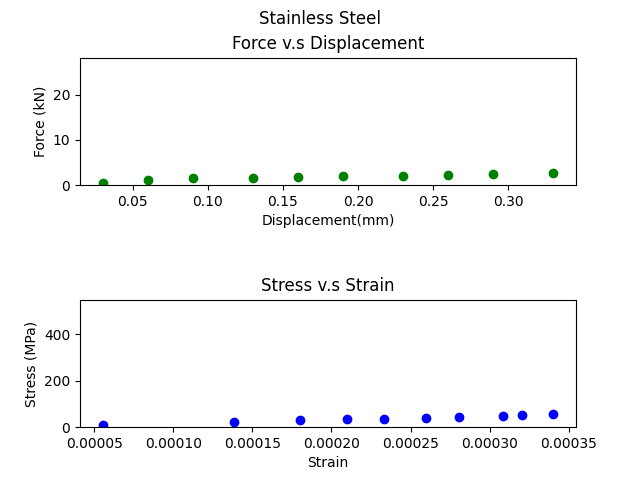 Stainless Steel
Force v.s Displacement
20
10
0
Force (kN)
0.05 0.10 0.15 0.20 0.25 0.30
Displacement(mm)
Stress v.s Strain
400
200
0
Stress (MPa)
0.00005 0.00010 0.00015 0.00020 0.00025 0.00030 0.00035
Strain